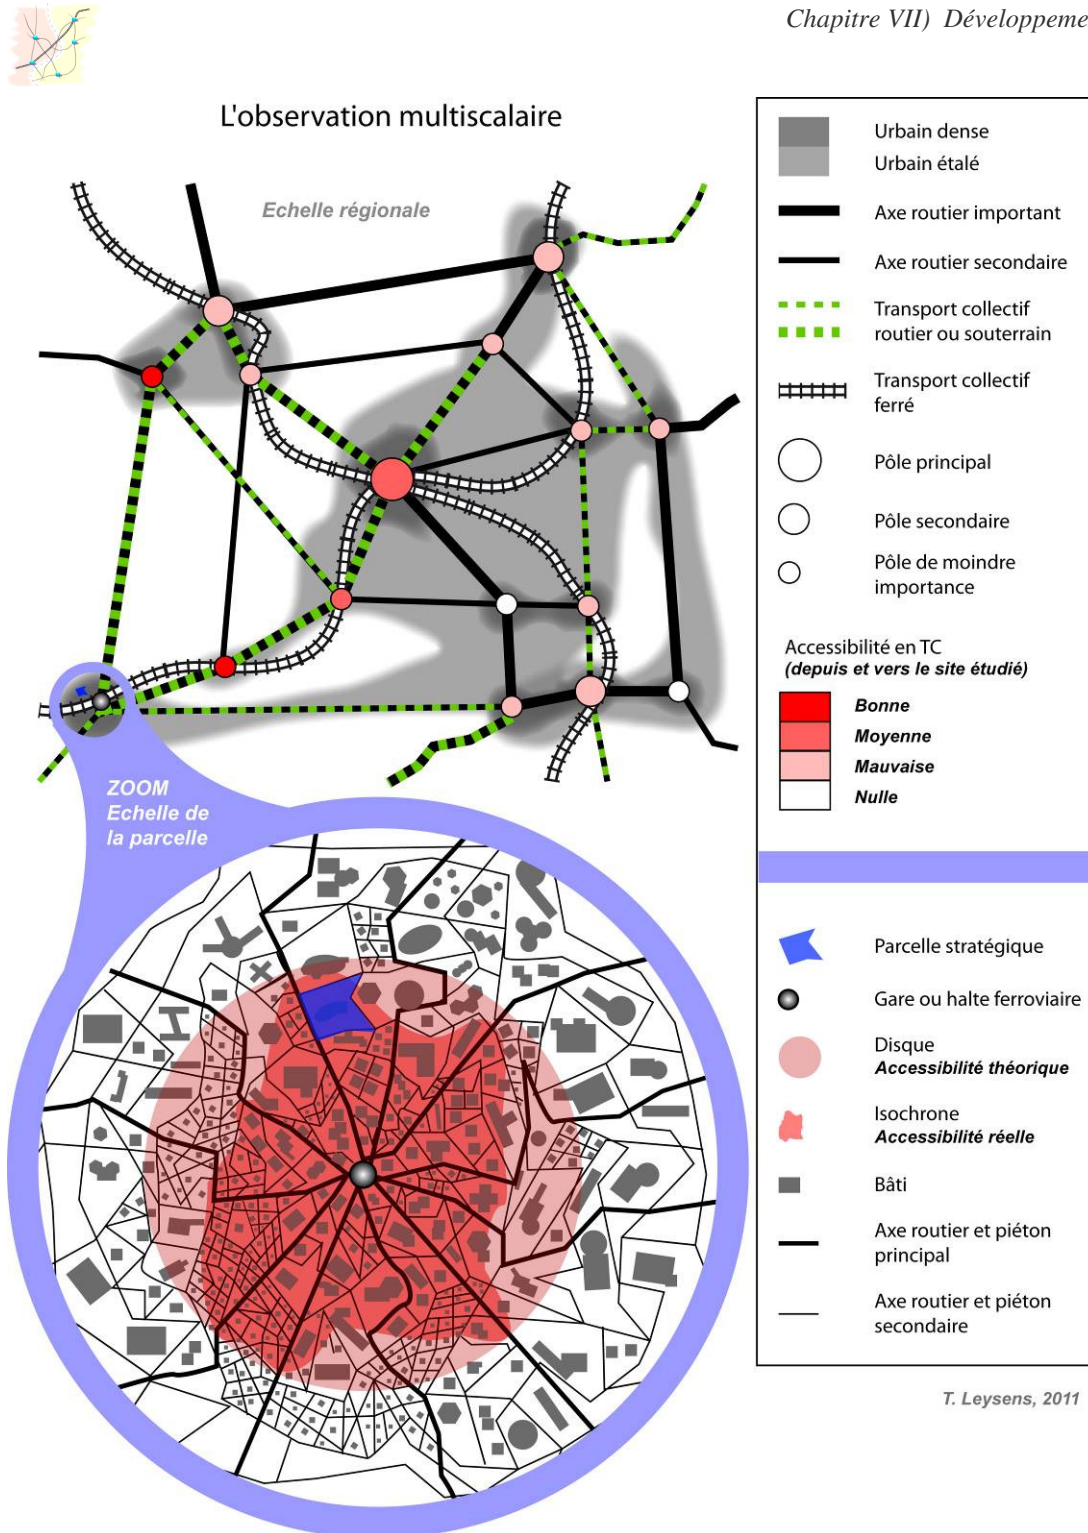 Chapitre VII) Développeme
L'observation multiscalaire
Echelle régionale
ZOOM
Echelle de
la parcelle
Urbain dense
Urbain étalé
Axe routier important
Axe routier secondaire
Transport collectif
routier ou souterrain
Transport collectif
ferré
Pôle principal
Pôle secondaire
Pôle de moindre
importance
Accessibilité en TC
(depuis et vers le site étudié)
Bonne
Moyenne
Mauvaise
Nulle
Parcelle stratégique
Gare ou halte ferroviaire
Disque
Accessibilité théorique
Isochrone
Accessibilité réelle
Bâti
Axe routier et piéton
principal
Axe routier et piéton
secondaire
T. Leysens, 2011